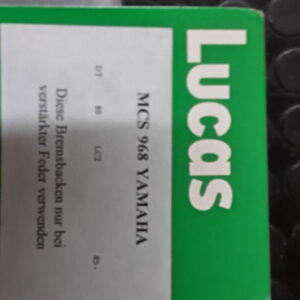 Lucas
MCS 968 YAMAHA
DT 80 LC2 85 -
Diese Bremsbacken nur bei
verstärkter Feder verwenden